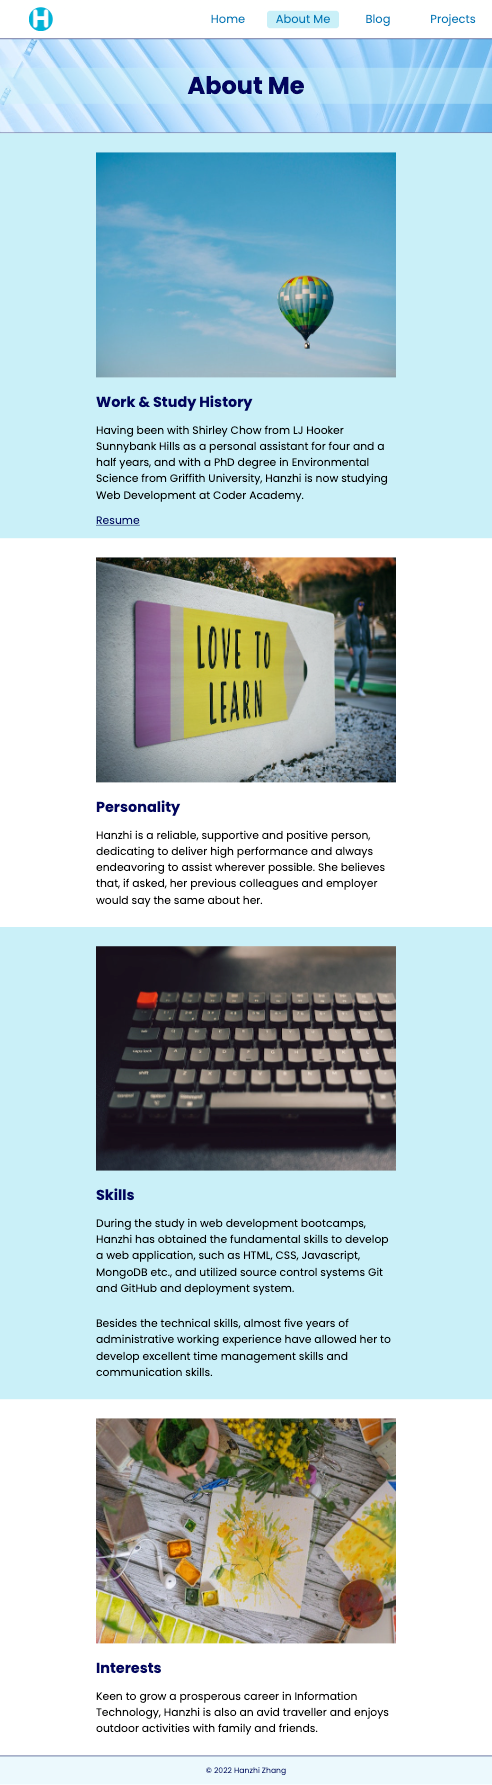 H
Home About Me Blog Projects
About Me
Work & Study History
Having been with Shirley Chow from LJ Hooker
Sunnybank Hills as a personal assistant for four and a
half years, and with a PhD degree in Environmental
Science from Griffith University, Hanzhi is now studying
Web Development at Coder Academy.
Resume
LOVE TO
LEARN
Personality
Hanzhi is a reliable, supportive and positive person,
dedicating to deliver high performance and always
endeavoring to assist wherever possible. She believes
that, if asked, her previous colleagues and employer
would say the same about her.
Skills
During the study in web development bootcamps,
Hanzhi has obtained the fundamental skills to develop
a web application, such as HTML, CSS, Javascript,
MongoDB etc., and utilized source control systems Git
and GitHub and deployment system.
Besides the technical skills, almost five years of
administrative working experience have allowed her to
develop excellent time management skills and
communication skills.
Interests
Keen to grow a prosperous career in Information
Technology, Hanzhi is also an avid traveller and enjoys
outdoor activities with family and friends.
© 2022 Hanzhi Zhang